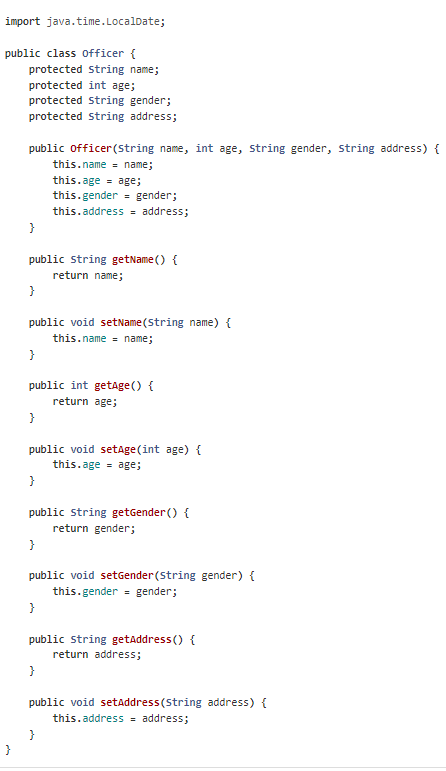 import java.time.LocalDate;
public class Officer {
protected String name;
protected int age;
protected String gender;
protected String address;
public Officer(String name, int age, String gender, String address) {
this.name = name;
this.age = age;
this.gender = gender;
this.address = address;
}
public String getName() {
return name;
}
public void setName(String name) {
this.name = name;
}
public int getAge() {
return age;
}
public void setAge(int age) {
this.age = age;
}
public String getGender() {
return gender;
}
public void setGender(String gender) {
this.gender = gender;
}
public String getAddress() {
return address;
}
public void setAddress(String address) {
this.address = address;
}
}